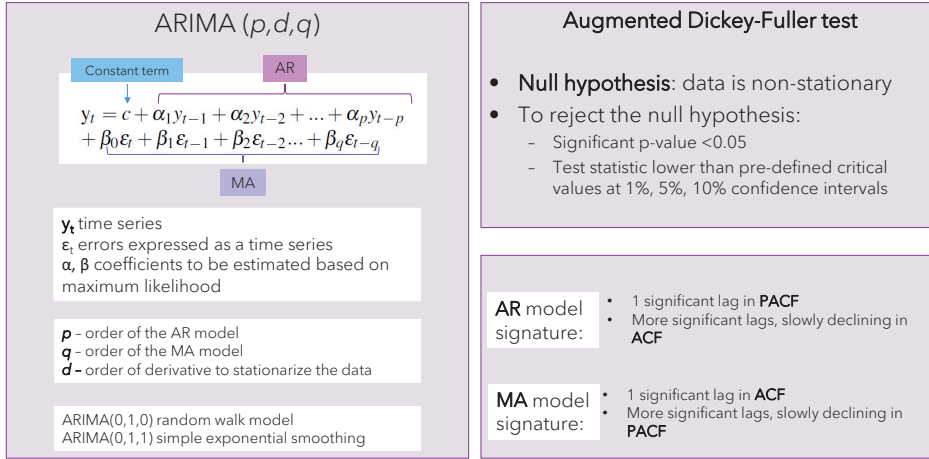 ARIMA (p,d,q)
Constant term
AR
yₜ = c + α₁yₜ₋₁ + α₂yₜ₋₂ + ... + αₚyₜ₋ₚ
+ β₀εₜ + β₁εₜ₋₁ + β₂εₜ₋₂... + β_qεₜ₋q
MA
yₜ time series
εₜ errors expressed as a time series
α, β coefficients to be estimated based on
maximum likelihood
p – order of the AR model
q – order of the MA model
d – order of derivative to stationarize the data
ARIMA(0,1,0) random walk model
ARIMA(0,1,1) simple exponential smoothing
Augmented Dickey-Fuller test
• Null hypothesis: data is non-stationary
• To reject the null hypothesis:
– Significant p-value <0.05
– Test statistic lower than pre-defined critical
values at 1%, 5%, 10% confidence intervals
AR model
signature:
• 1 significant lag in PACF
• More significant lags, slowly declining in
ACF
MA model
signature:
• 1 significant lag in ACF
• More significant lags, slowly declining in
PACF